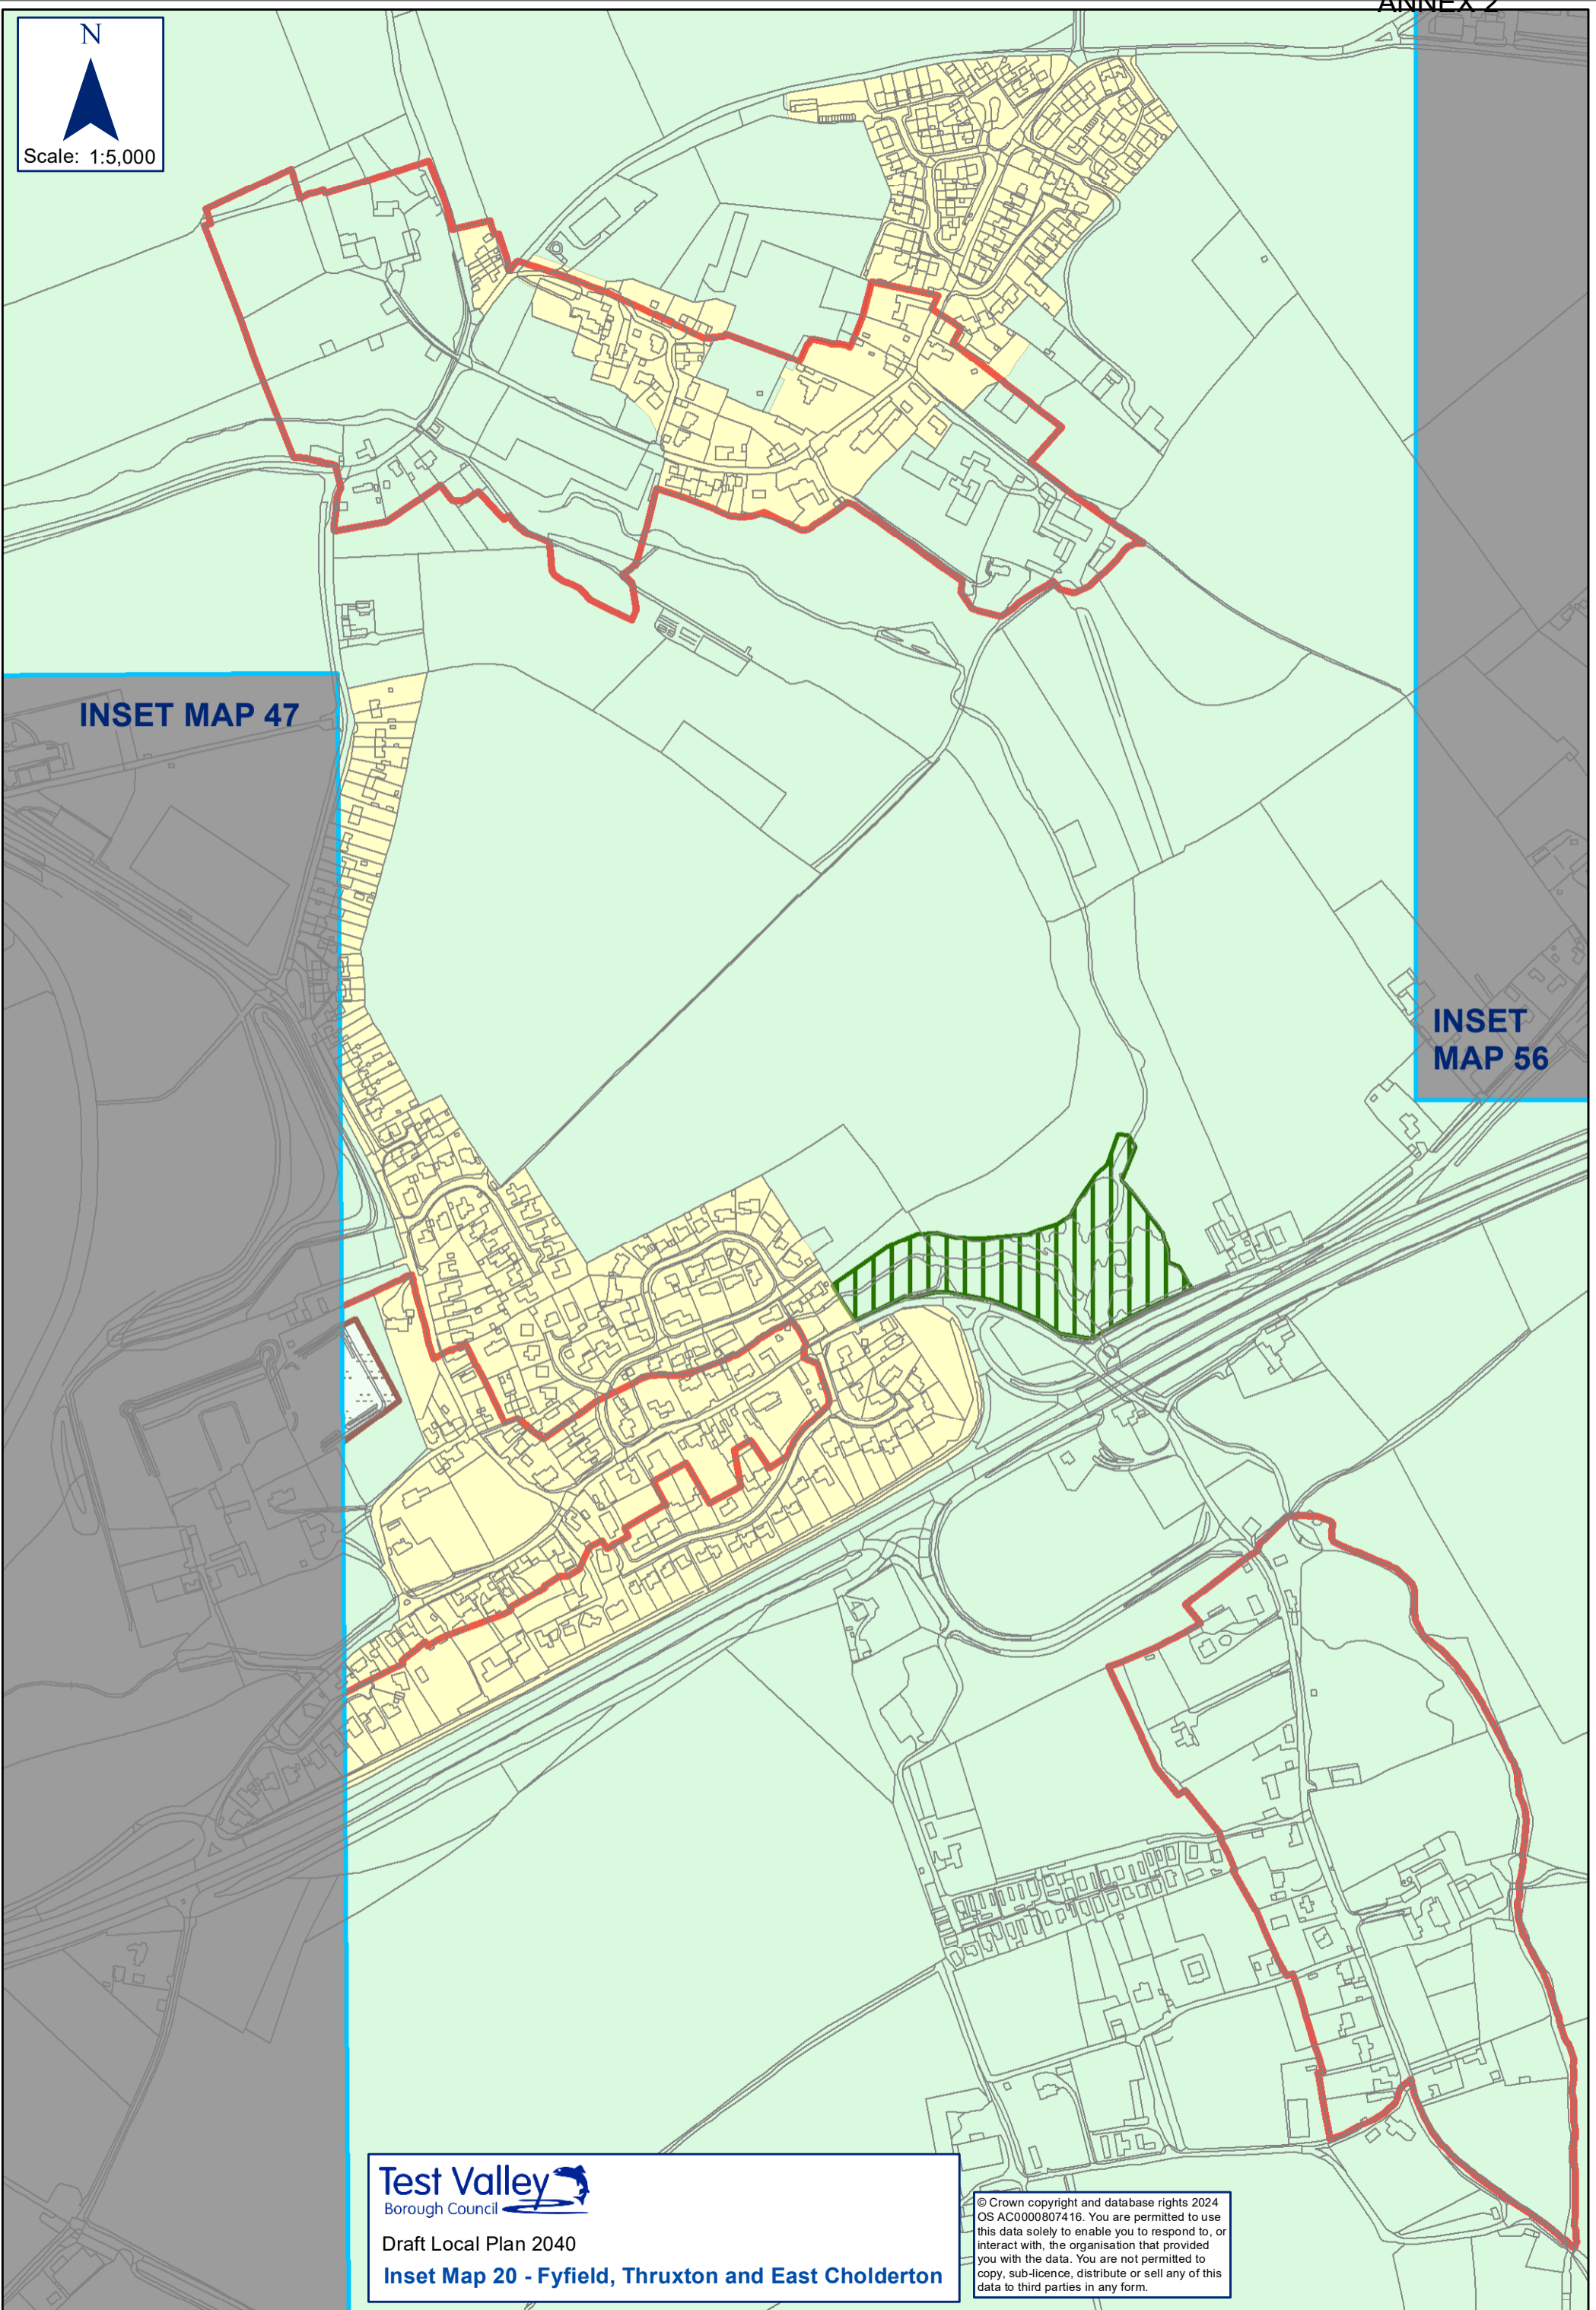 ANNEX 2
N
Scale: 1:5,000
INSET MAP 47
INSET
MAP 56
Test Valley
Borough Council
Draft Local Plan 2040
Inset Map 20 - Fyfield, Thruxton and East Cholderton
© Crown copyright and database rights 2024
OS AC0000807416. You are permitted to use
this data solely to enable you to respond to, or
interact with, the organisation that provided
you with the data. You are not permitted to
copy, sub-licence, distribute or sell any of this
data to third parties in any form.